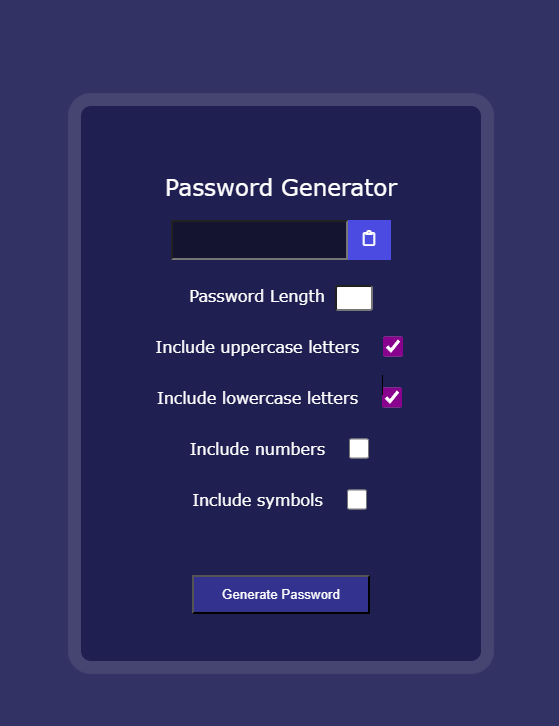 Password Generator
Password Length
Include uppercase letters
Include lowercase letters
Include numbers
Include symbols
Generate Password